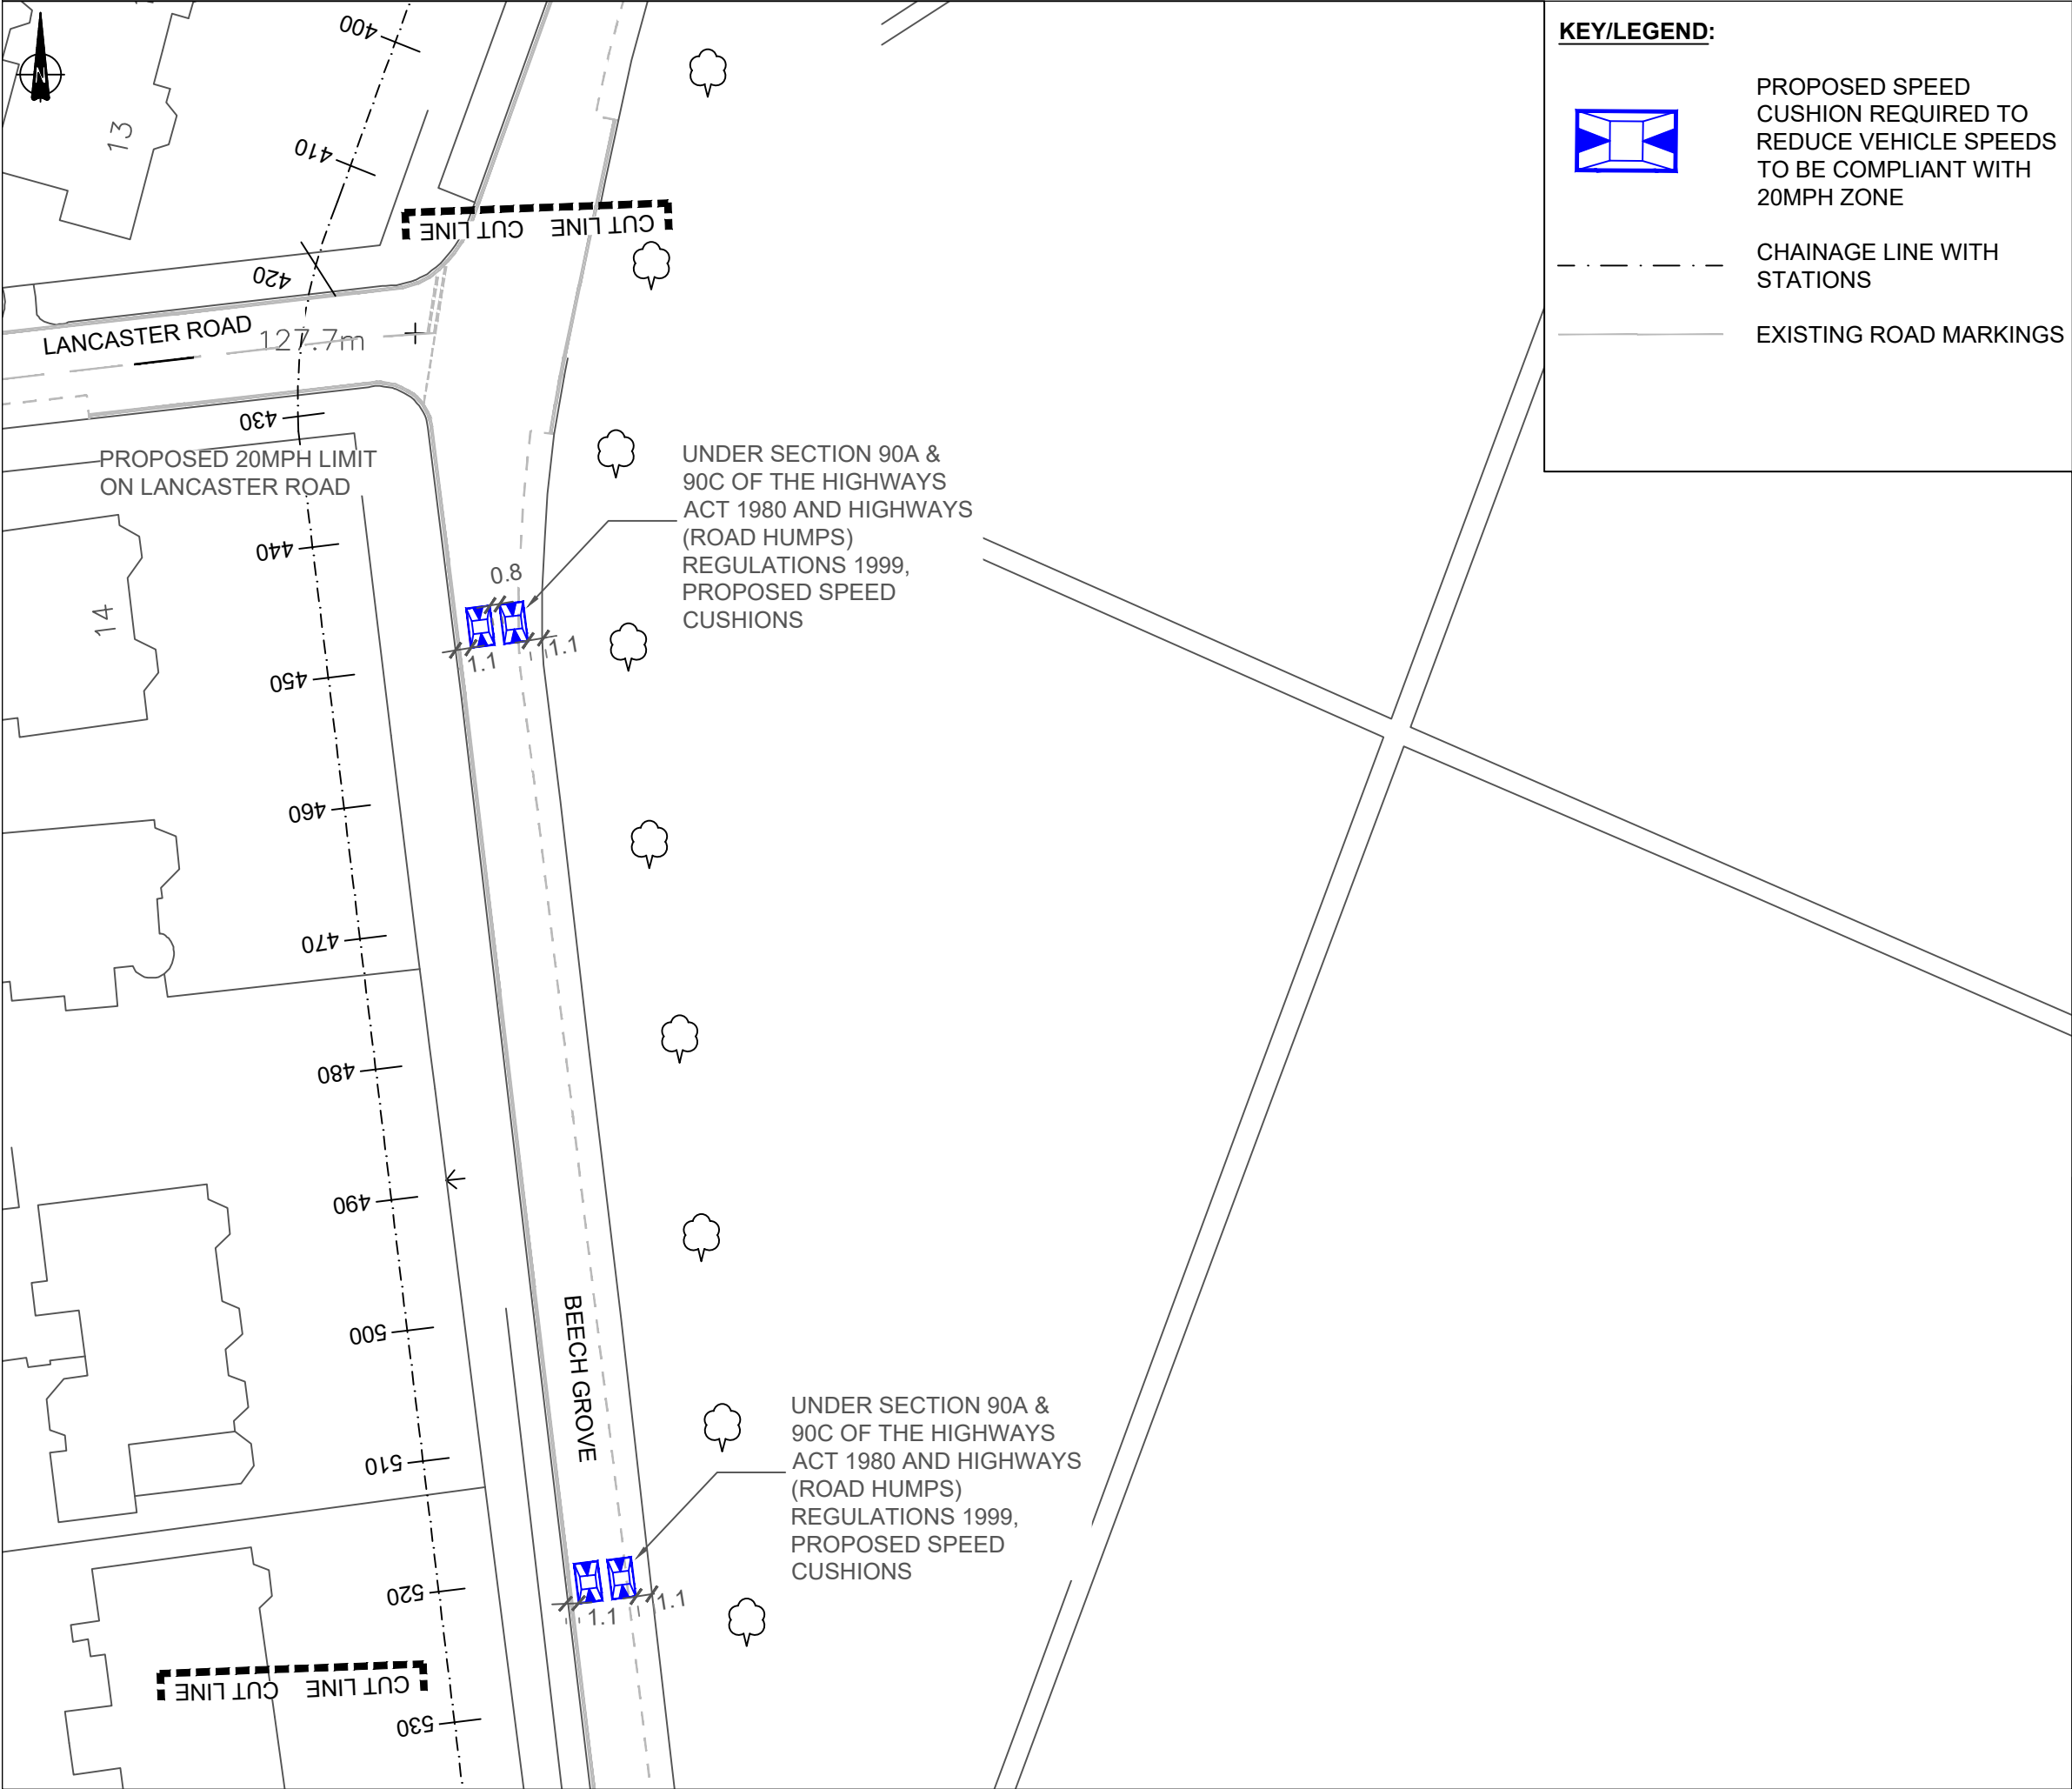 KEY/LEGEND:
PROPOSED SPEED
CUSHION REQUIRED TO
REDUCE VEHICLE SPEEDS
TO BE COMPLIANT WITH
20MPH ZONE
CHAINAGE LINE WITH
STATIONS
EXISTING ROAD MARKINGS
N
400
13
410
CUT LINE CUT LINE
420
LANCASTER ROAD
127.7m
430
PROPOSED 20MPH LIMIT
ON LANCASTER ROAD
UNDER SECTION 90A &
90C OF THE HIGHWAYS
ACT 1980 AND HIGHWAYS
(ROAD HUMPS)
REGULATIONS 1999,
PROPOSED SPEED
CUSHIONS
440
0.8
14
1.1
1.1
450
460
470
480
490
500
BEECH GROVE
510
UNDER SECTION 90A &
90C OF THE HIGHWAYS
ACT 1980 AND HIGHWAYS
(ROAD HUMPS)
REGULATIONS 1999,
PROPOSED SPEED
CUSHIONS
520
1.1
1.1
CUT LINE CUT LINE
530